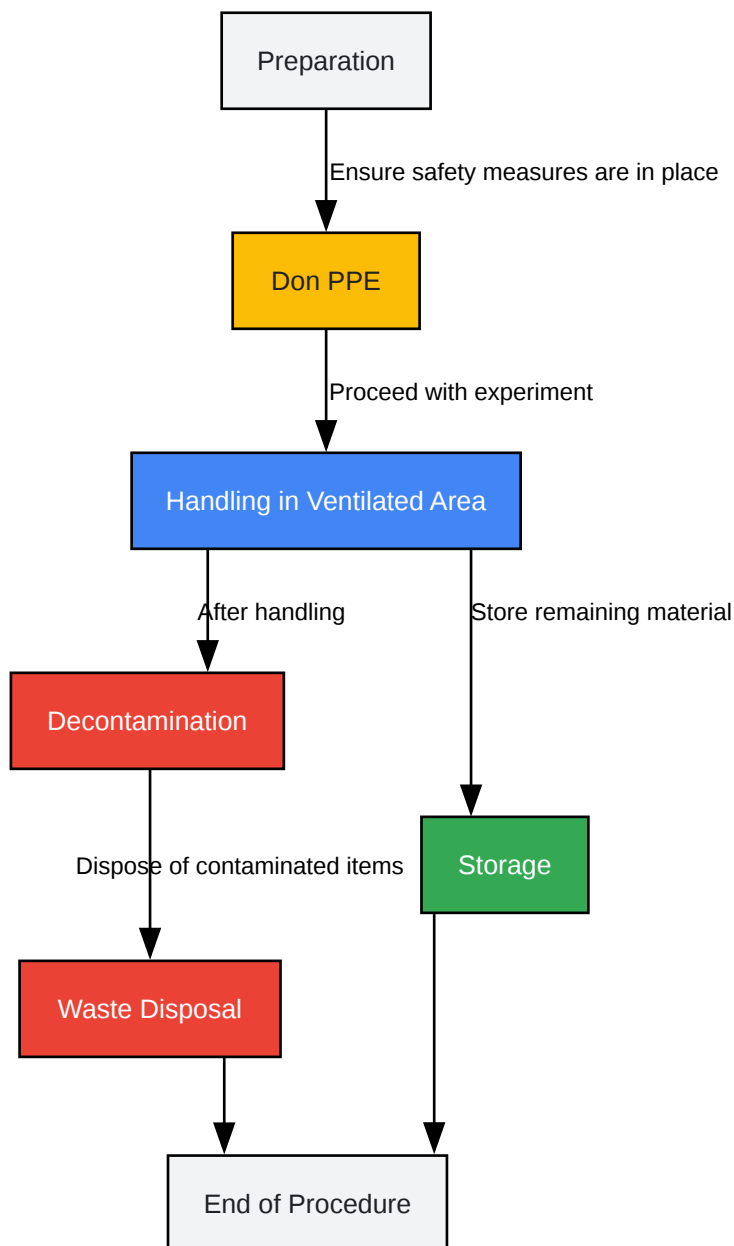 Preparation
Ensure safety measures are in place
Don PPE
Proceed with experiment
Handling in Ventilated Area
After handling
Store remaining material
Decontamination
Dispose of contaminated items
Storage
Waste Disposal
End of Procedure